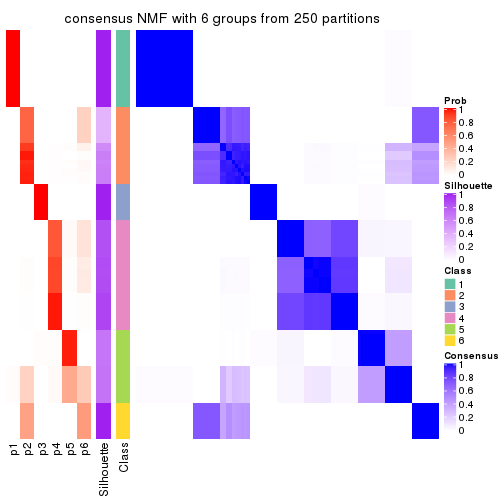 consensus NMF with 6 groups from 250 partitions
Prob
1
0.8
0.6
0.4
0.2
0
Silhouette
1
0.8
0.6
0.4
0.2
0
Class
1
2
3
4
5
6
Consensus
1
0.8
0.6
0.4
0.2
0
p1
p2
p3
p4
p5
p6
Silhouette
Class